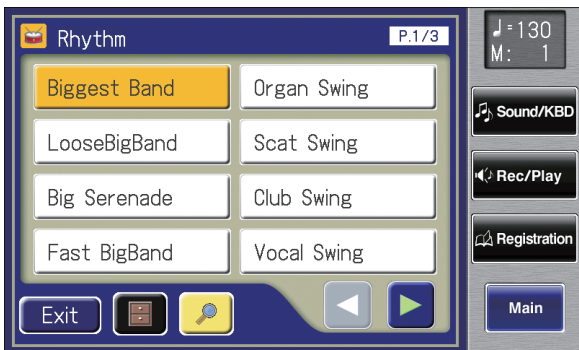 Rhythm
P.1/3
Biggest Band
Organ Swing
LooseBigBand
Scat Swing
Big Serenade
Club Swing
Fast BigBand
Vocal Swing
Exit
♩=130
M: 1
Sound/KBD
Rec/Play
Registration
Main